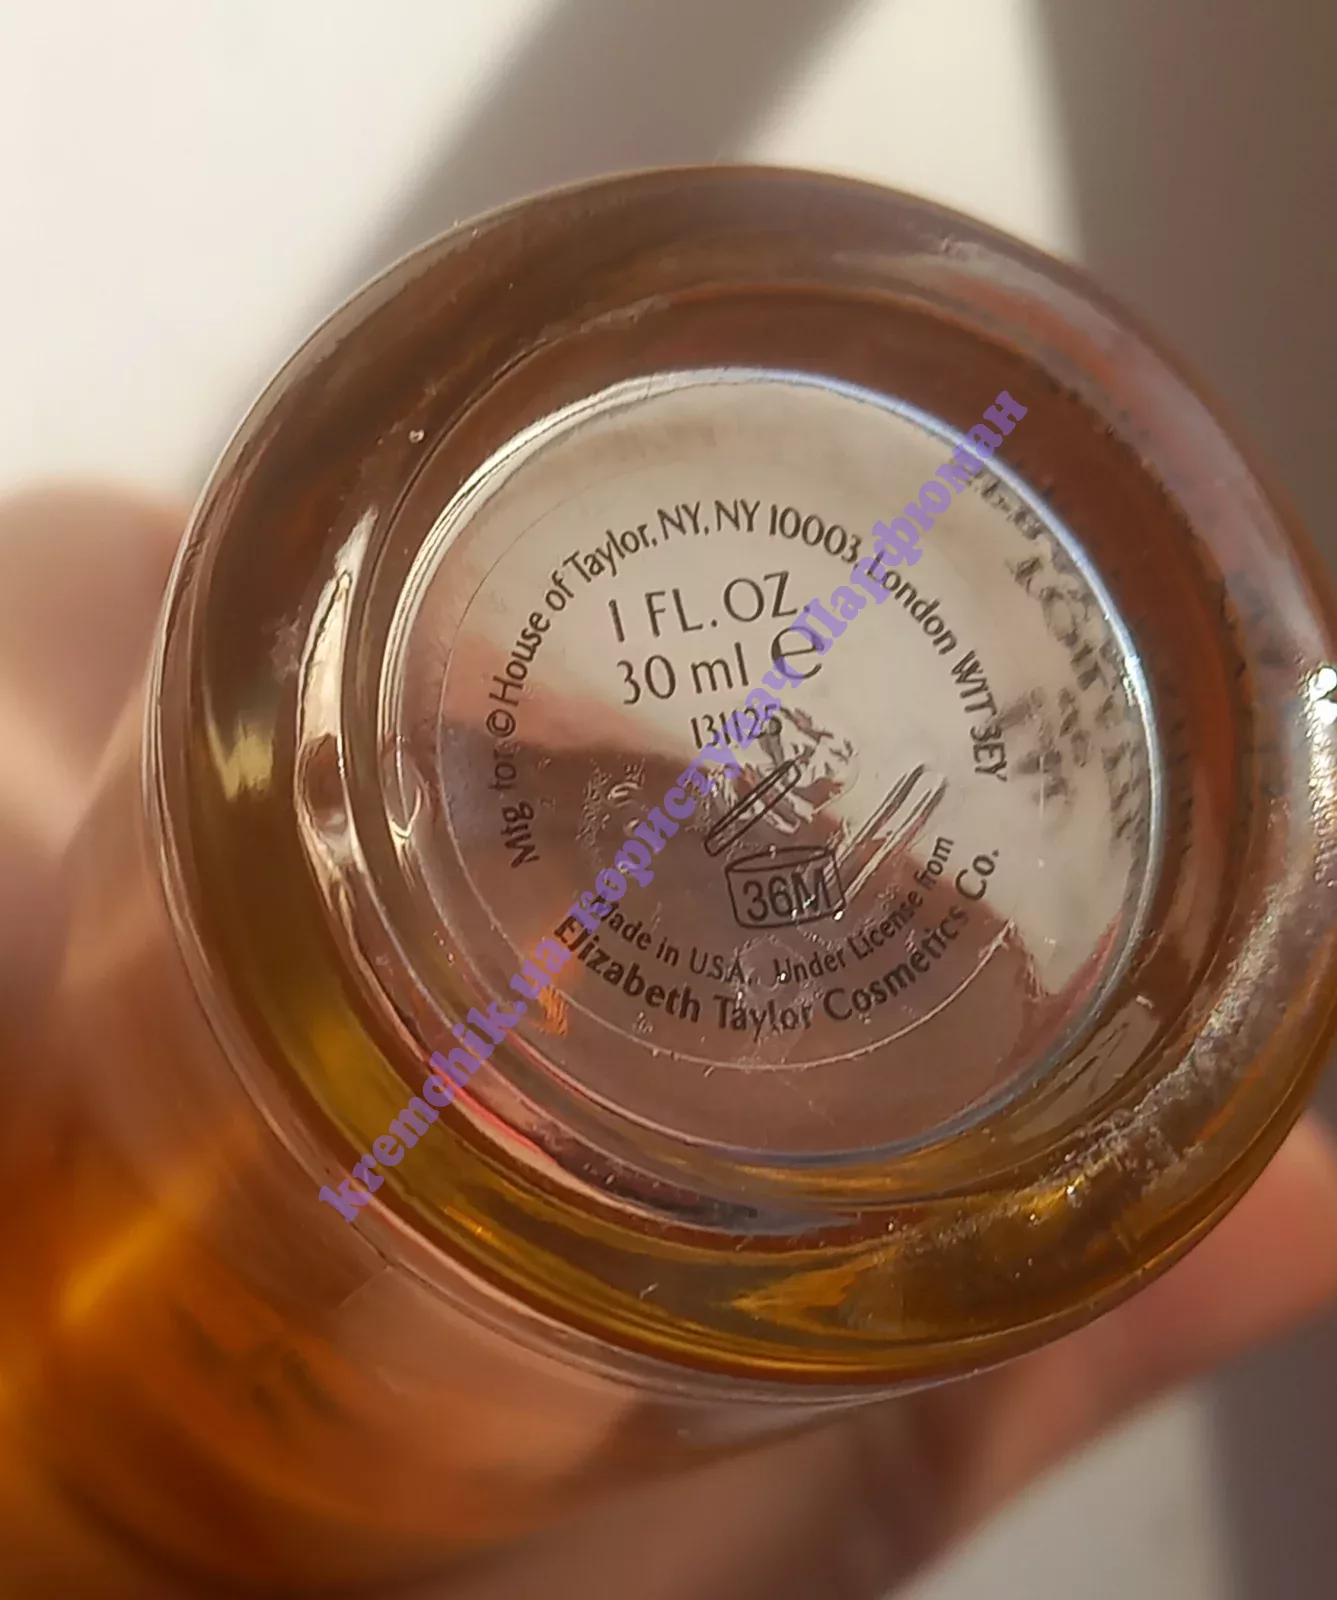 Mfg for ©House of Taylor, NY, NY 10003, London W1T 3EY
1 FL.OZ.
30 ml e
131125
36M
Made in USA. Under License from
Elizabeth Taylor Cosmetics Co.
kremchik.ua користувач Парфюман